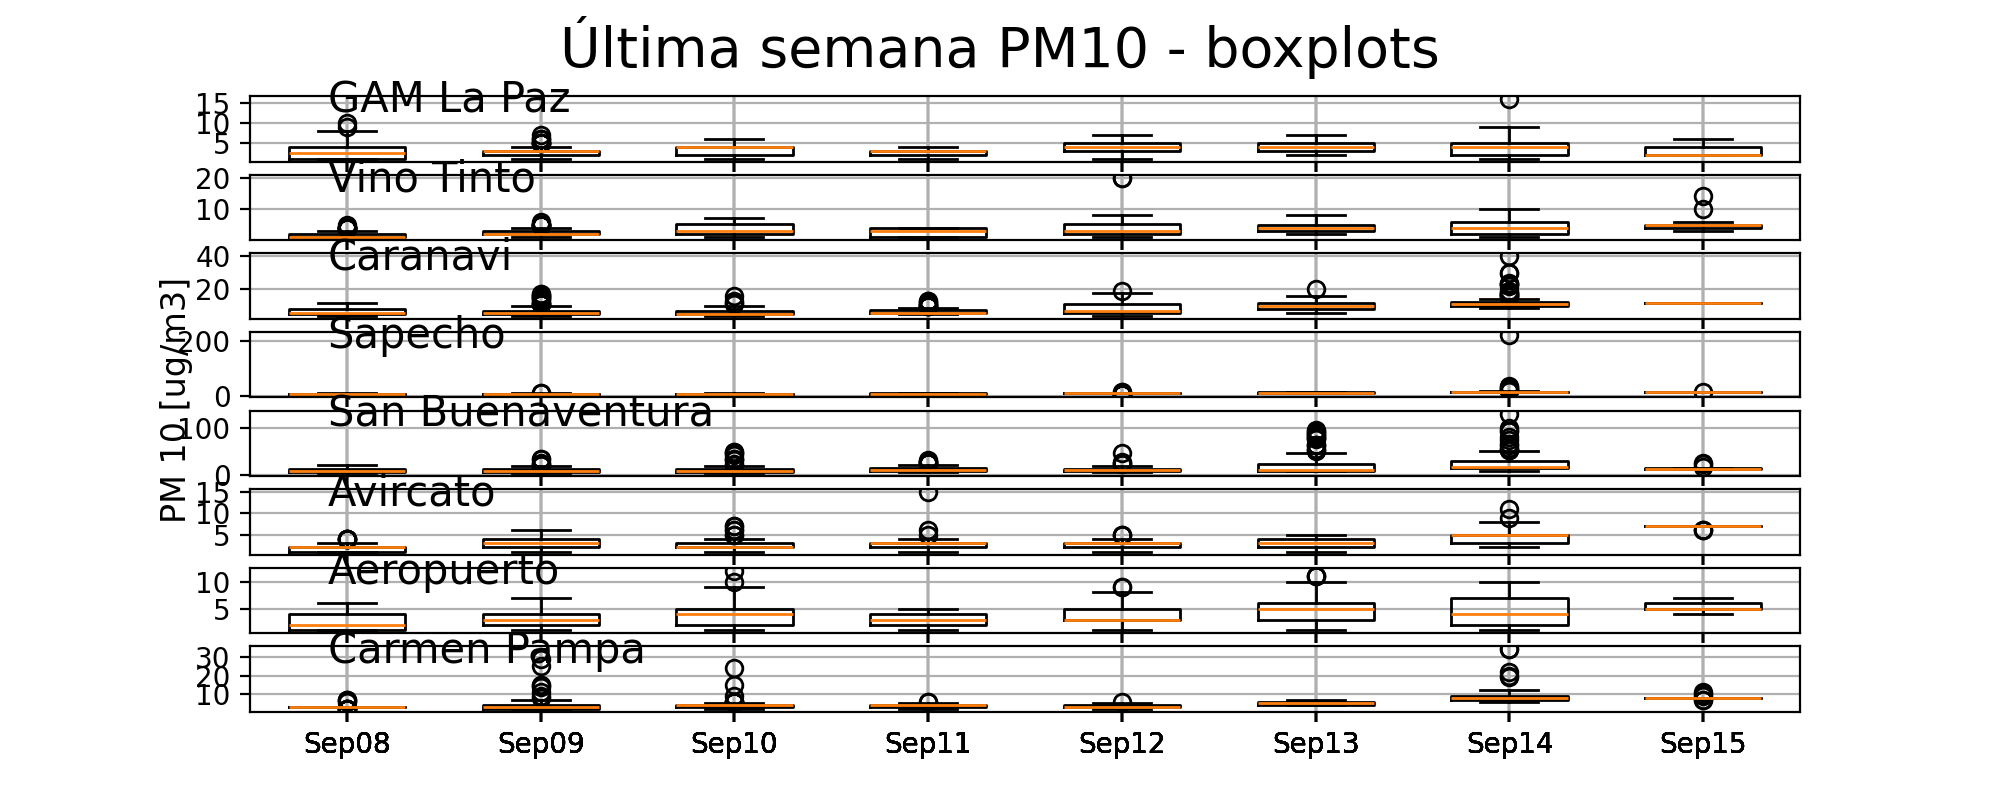 Última semana PM10 - boxplots
GAM La Paz
15
10
5
Vino Tinto
20
10
Caranavi
40
20
Sapecho
200
0
San Buenaventura
100
0
Avircato
15
10
5
Aeropuerto
10
5
Carmen Pampa
30
20
10
PM 10 [ug/m3]
Sep08 Sep09 Sep10 Sep11 Sep12 Sep13 Sep14 Sep15